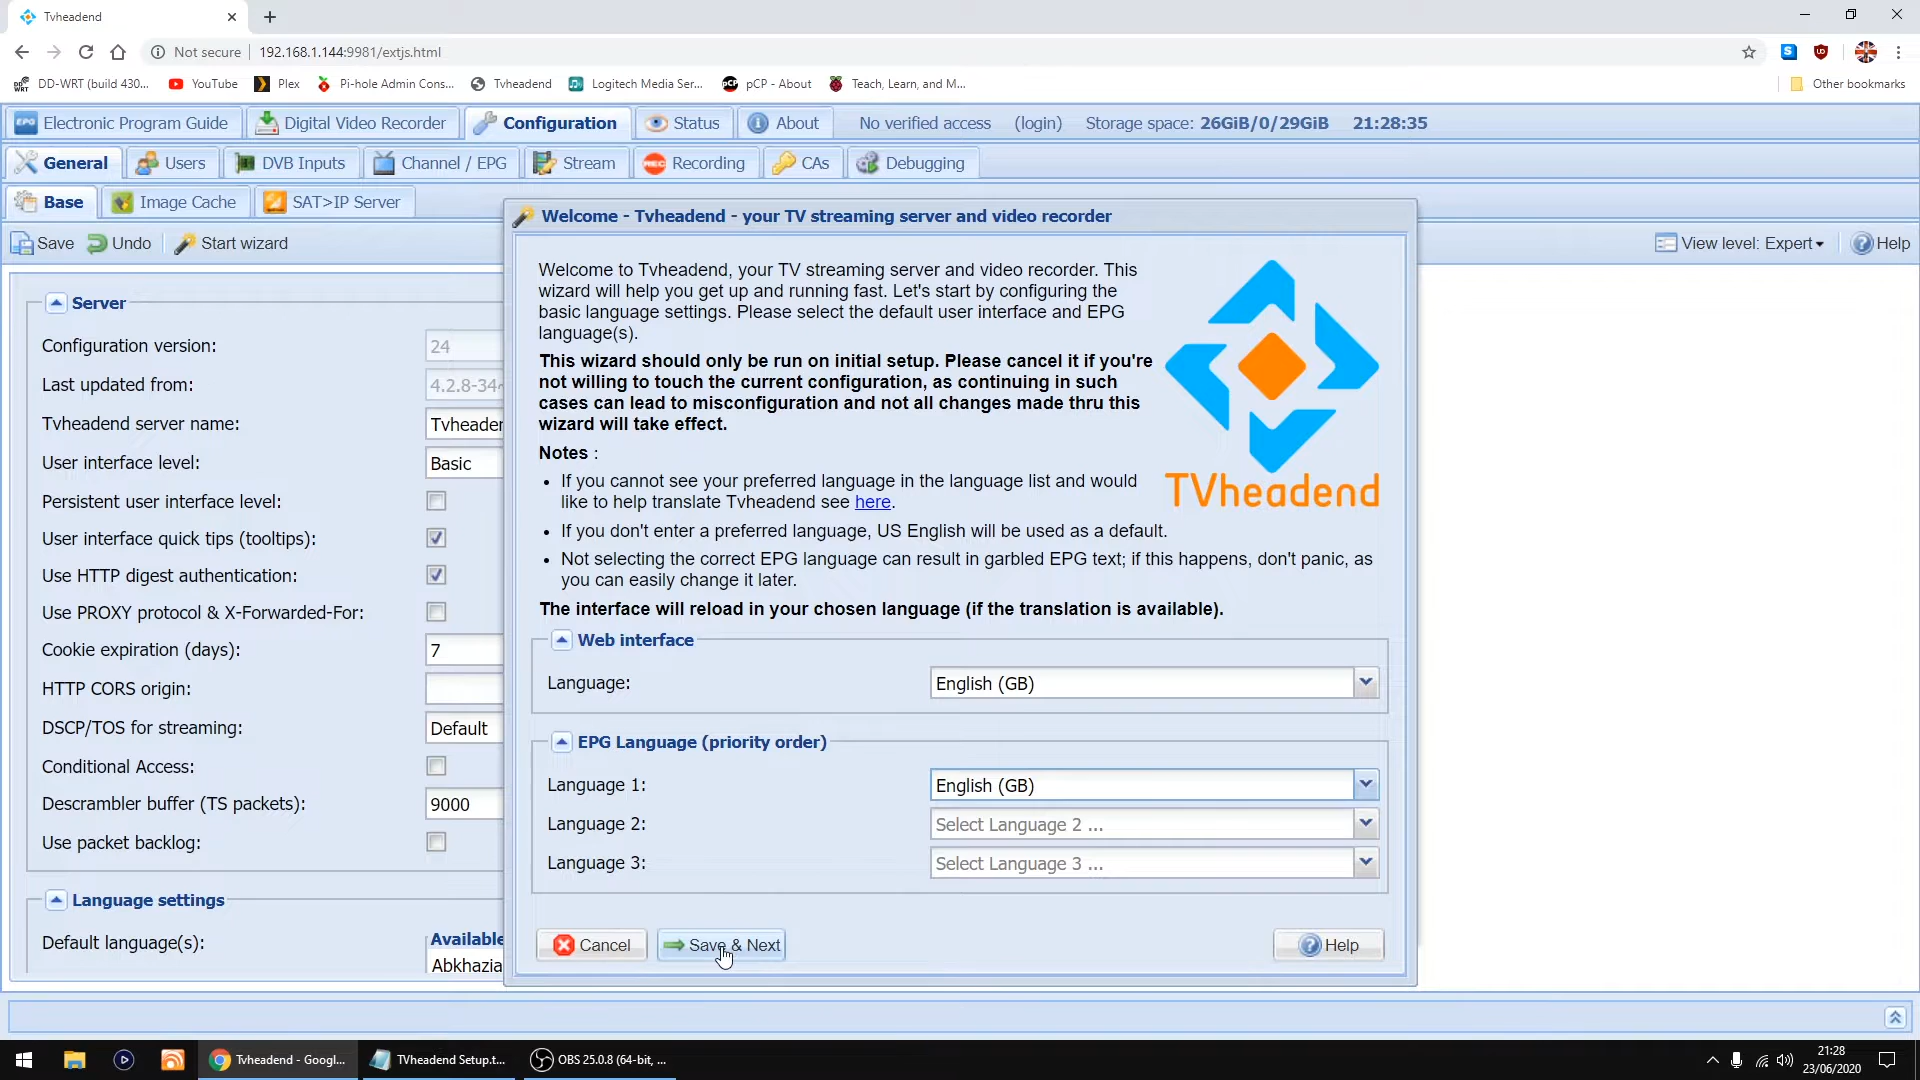 Tvheadend
Not secure
192.168.1.144:9981/extjs.html
DD-WRT (build 430...
YouTube
Plex
Pi-hole Admin Cons...
Tvheadend
Logitech Media Ser...
pCP - About
Teach, Learn, and M...
Other bookmarks
Electronic Program Guide
Digital Video Recorder
Configuration
Status
About
No verified access
(login)
Storage space: 26GiB/0/29GiB
21:28:35
General
Users
DVB Inputs
Channel / EPG
Stream
Recording
CAs
Debugging
Base
Image Cache
SAT>IP Server
Save
Undo
Start wizard
View level: Expert
Help
Server
Configuration version:
24
Last updated from:
4.2.8-34
Tvheadend server name:
Tvheader
User interface level:
Basic
Persistent user interface level:
User interface quick tips (tooltips):
Use HTTP digest authentication:
Use PROXY protocol & X-Forwarded-For:
Cookie expiration (days):
7
HTTP CORS origin:
DSCP/TOS for streaming:
Default
Conditional Access:
Descrambler buffer (TS packets):
9000
Use packet backlog:
Language settings
Default language(s):
Available
Abkhazia
Welcome - Tvheadend - your TV streaming server and video recorder
Welcome to Tvheadend, your TV streaming server and video recorder. This
wizard will help you get up and running fast. Let's start by configuring the
basic language settings. Please select the default user interface and EPG
language(s).
This wizard should only be run on initial setup. Please cancel it if you're
not willing to touch the current configuration, as continuing in such
cases can lead to misconfiguration and not all changes made thru this
wizard will take effect.
Notes :
• If you cannot see your preferred language in the language list and would
like to help translate Tvheadend see here.
• If you don't enter a preferred language, US English will be used as a default.
• Not selecting the correct EPG language can result in garbled EPG text; if this happens, don't panic, as
you can easily change it later.
The interface will reload in your chosen language (if the translation is available).
TVheadend
Web interface
Language:
English (GB)
EPG Language (priority order)
Language 1:
English (GB)
Language 2:
Select Language 2 ...
Language 3:
Select Language 3 ...
Cancel
Save & Next
Help
Tvheadend - Googl...
TVheadend Setup.t...
OBS 25.0.8 (64-bit, ...
21:28
23/06/2020